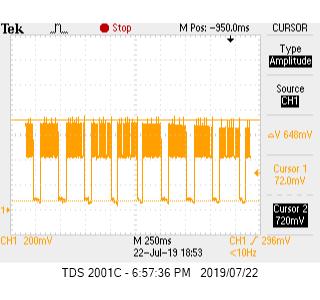 Tek Stop M Pos: -950.0ms CURSOR
Type
Amplitude
Source
CH1
△V 648mV
Cursor 1
72.0mV
Cursor 2
720mV
1
CH1 200mV M 250ms CH1 / 296mV
22-Jul-19 18:53 <10Hz
TDS 2001C - 6:57:36 PM 2019/07/22